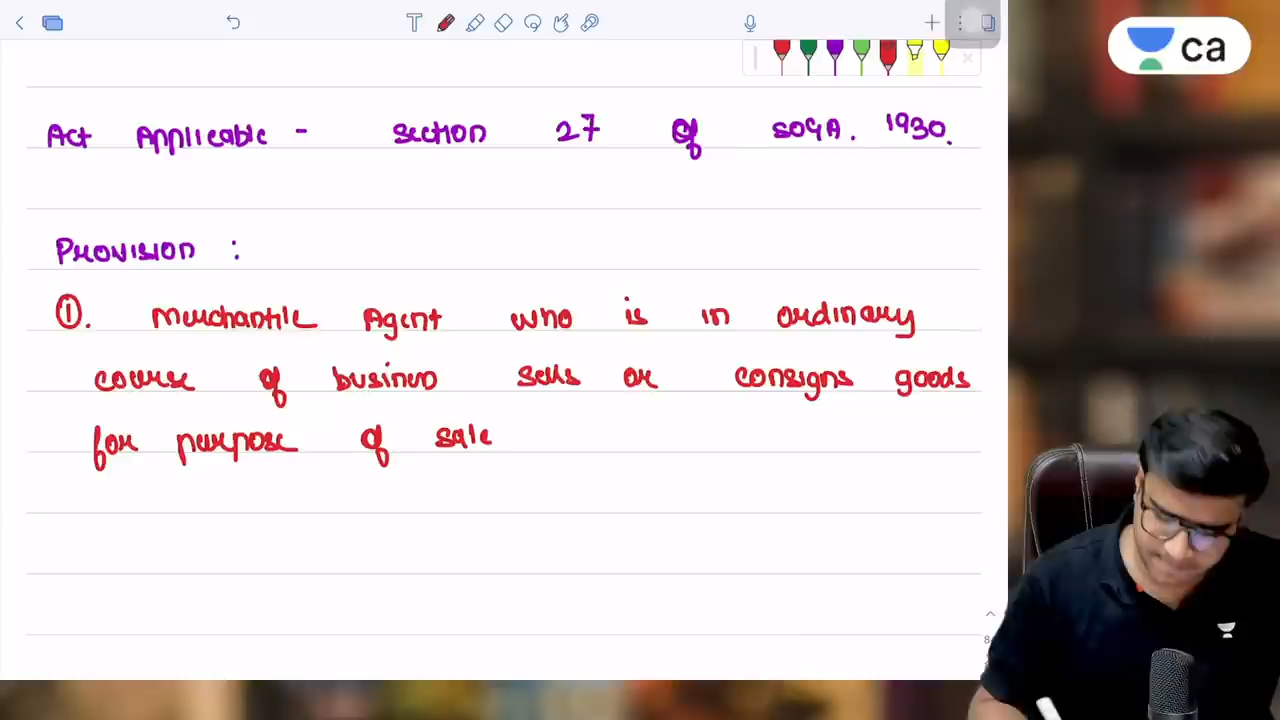 ca
Act Applicable - Section 27 of SOGA. 1930.
Provision :
①. Merchantile Agent who is in ordinary
course of business sells or consigns goods
for purpose of sale